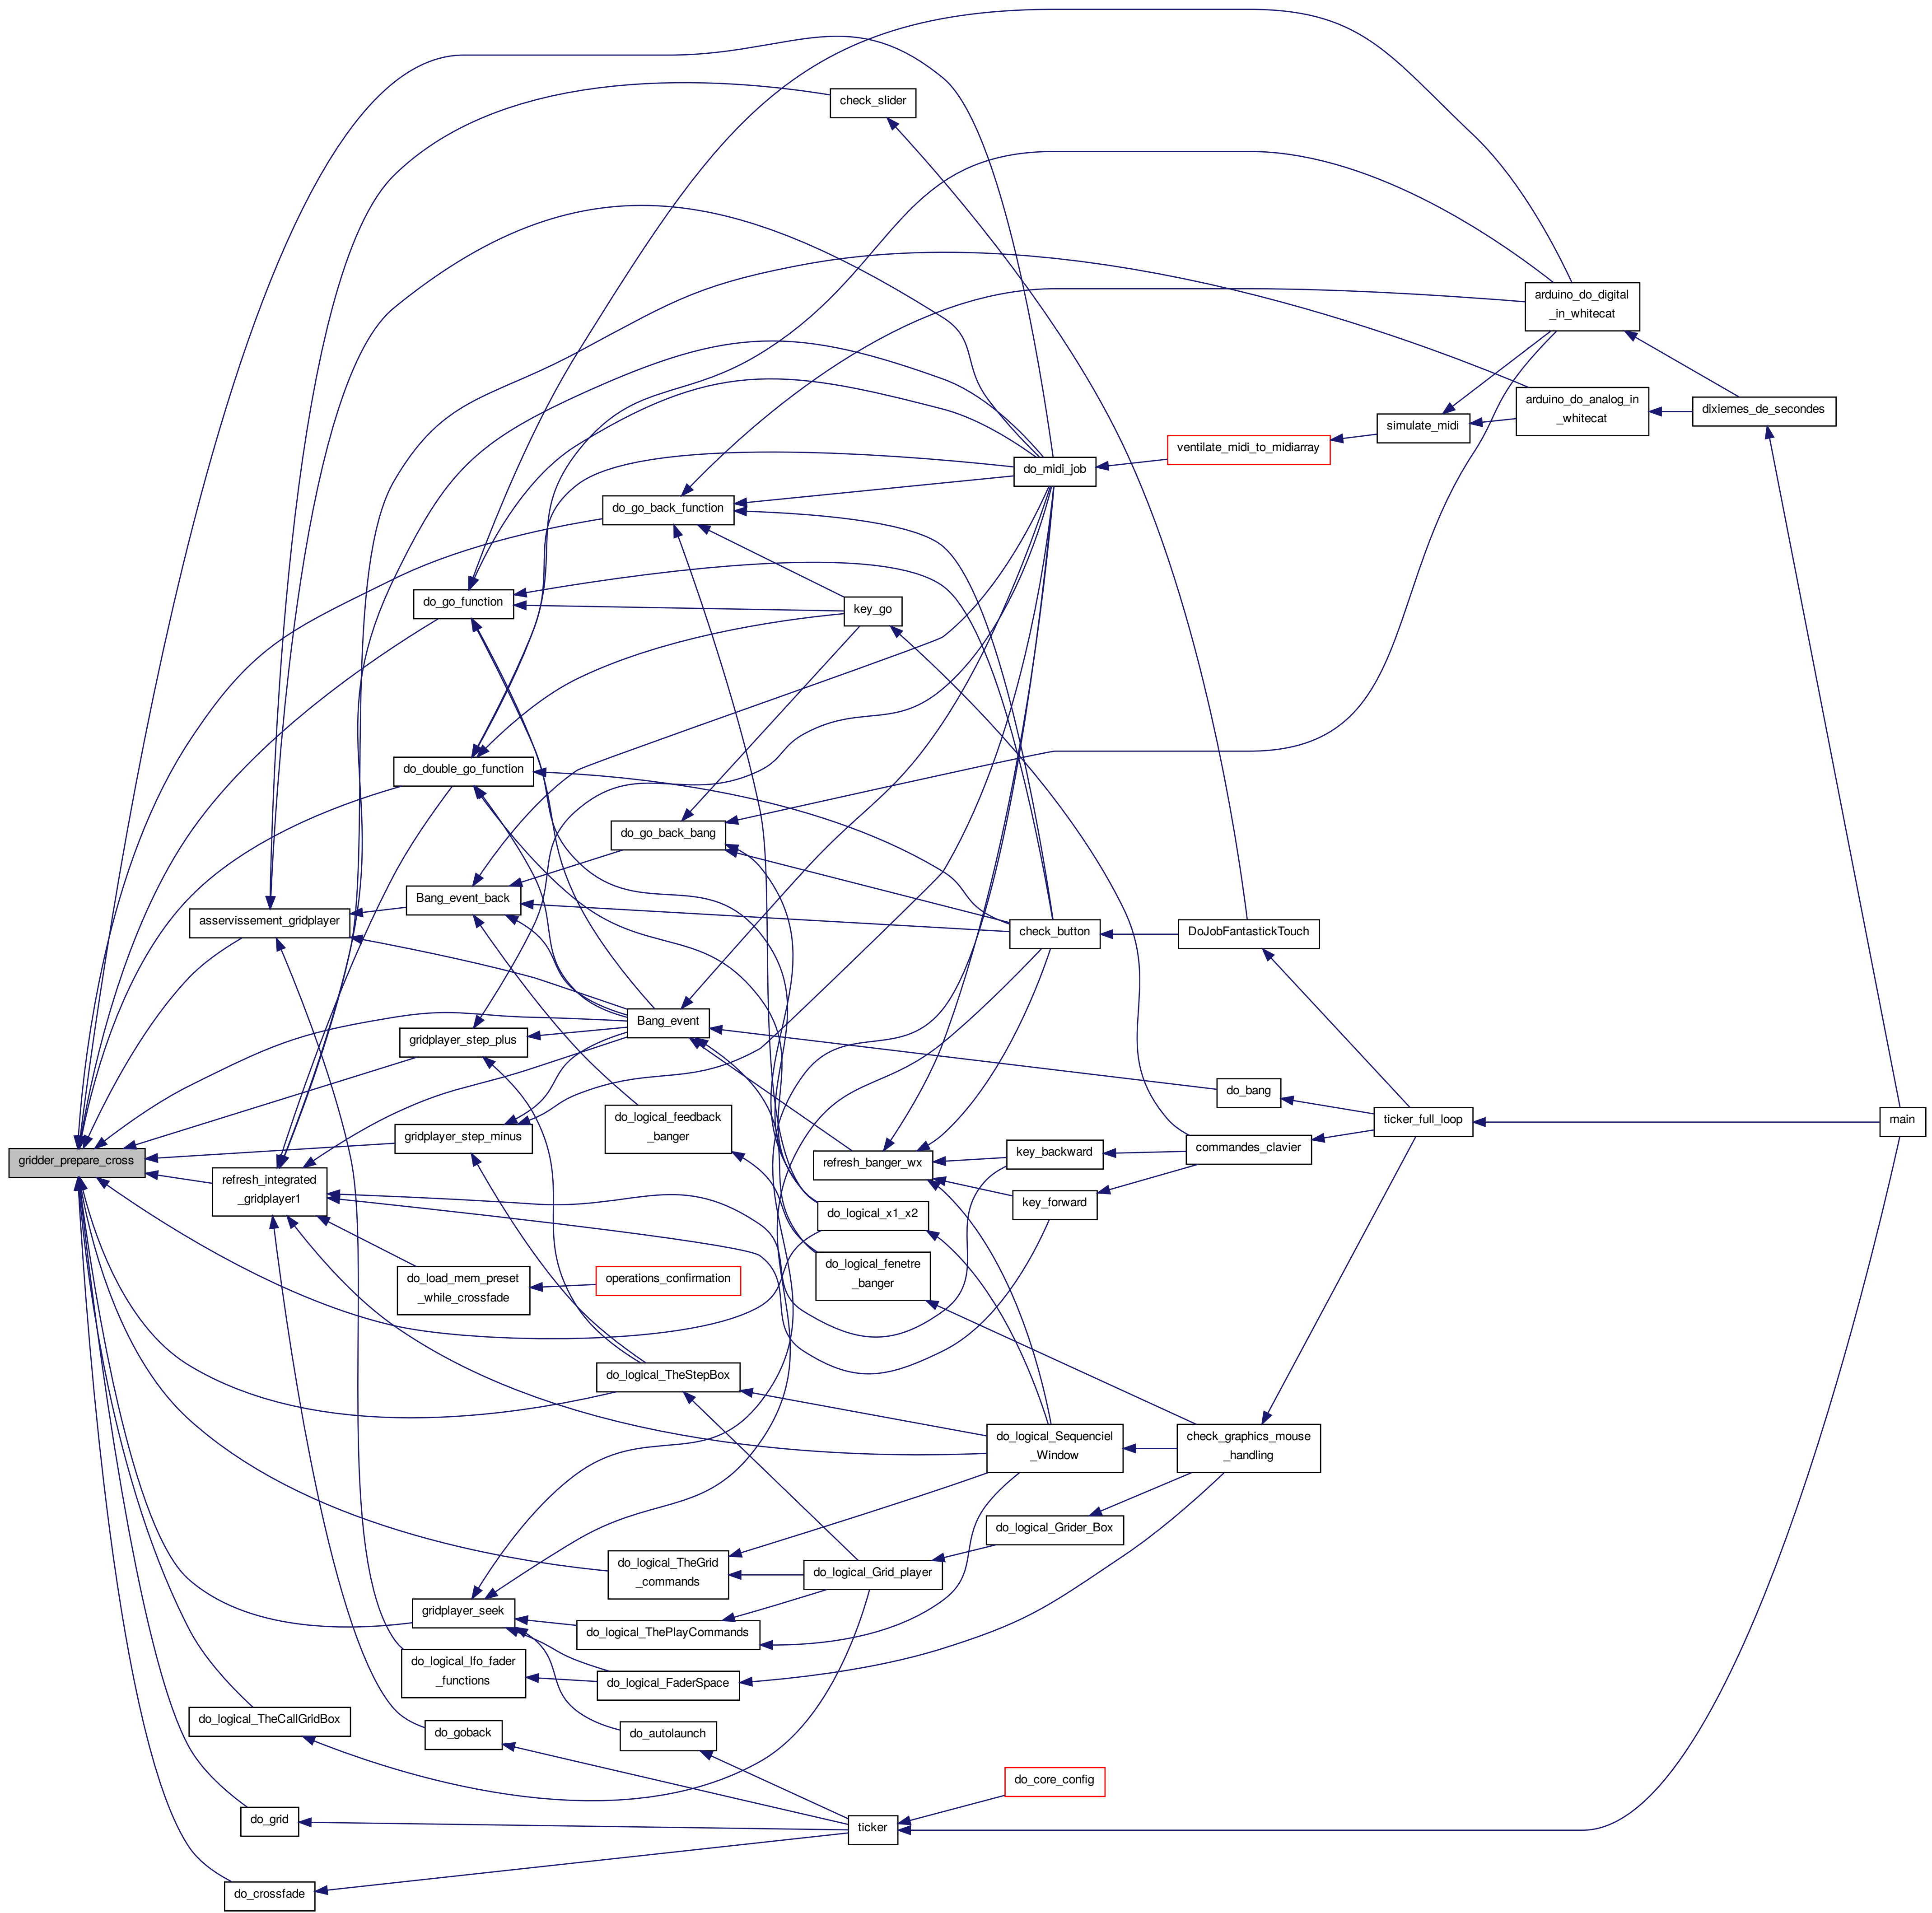 check_slider
arduino_do_digital
_in_whitecat
arduino_do_analog_in
_whitecat
dixiemes_de_secondes
simulate_midi
ventilate_midi_to_midiarray
do_midi_job
do_go_back_function
do_go_function
key_go
do_double_go_function
do_go_back_bang
Bang_event_back
asservissement_gridplayer
check_button
DoJobFantastickTouch
Bang_event
gridplayer_step_plus
do_bang
do_logical_feedback
_banger
ticker_full_loop
main
gridplayer_step_minus
commandes_clavier
key_backward
gridder_prepare_cross
refresh_banger_wx
refresh_integrated
_gridplayer1
key_forward
do_logical_x1_x2
do_logical_fenetre
_banger
do_load_mem_preset
_while_crossfade
operations_confirmation
do_logical_TheStepBox
do_logical_Sequenciel
_Window
check_graphics_mouse
_handling
do_logical_Grider_Box
do_logical_TheGrid
_commands
do_logical_Grid_player
gridplayer_seek
do_logical_ThePlayCommands
do_logical_lfo_fader
_functions
do_logical_FaderSpace
do_logical_TheCallGridBox
do_goback
do_autolaunch
do_core_config
do_grid
ticker
do_crossfade